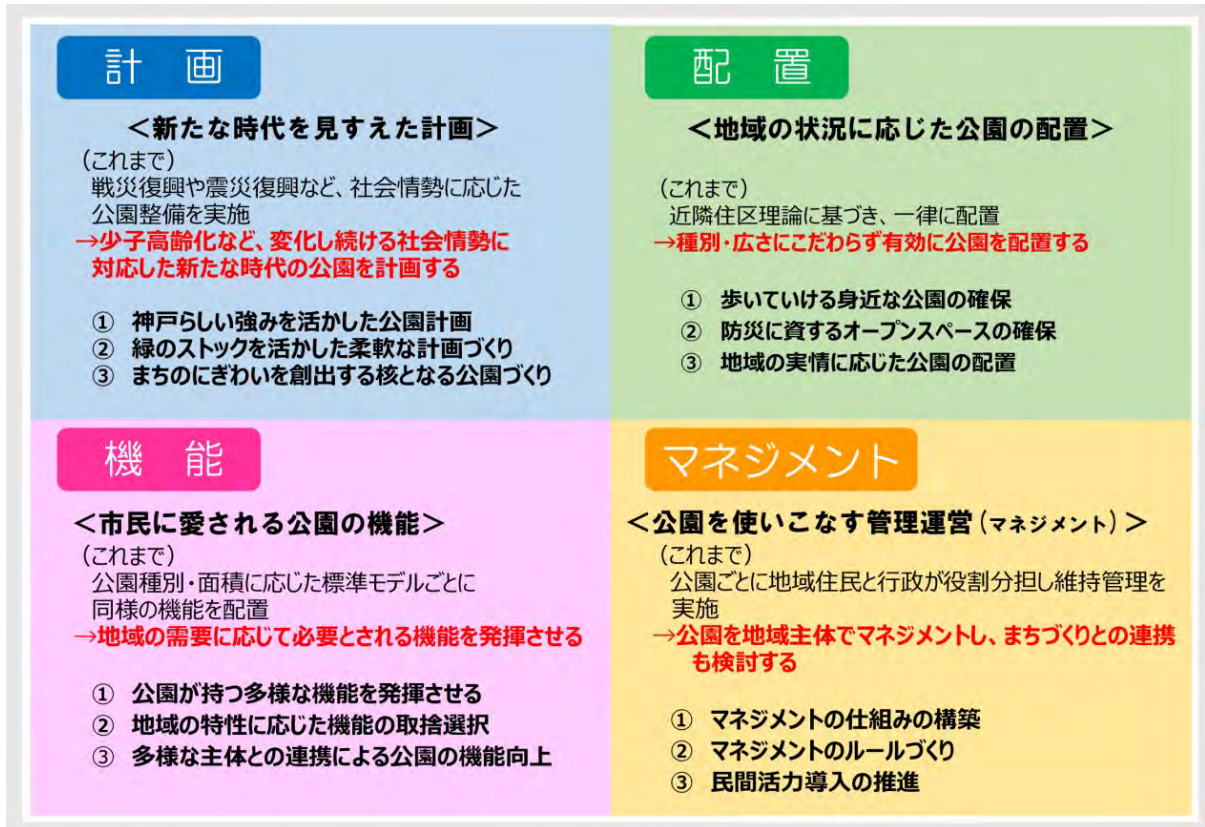 計 画
＜新たな時代を見すえた計画＞
（これまで）
戦災復興や震災復興など、社会情勢に応じた
公園整備を実施
→少子高齢化など、変化し続ける社会情勢に
対応した新たな時代の公園を計画する
① 神戸らしい強みを活かした公園計画
② 緑のストックを活かした柔軟な計画づくり
③ まちのにぎわいを創出する核となる公園づくり
配 置
＜地域の状況に応じた公園の配置＞
（これまで）
近隣住区理論に基づき、一律に配置
→種別・広さにこだわらず有効に公園を配置する
① 歩いていける身近な公園の確保
② 防災に資するオープンスペースの確保
③ 地域の実情に応じた公園の配置
機 能
＜市民に愛される公園の機能＞
（これまで）
公園種別・面積に応じた標準モデルごとに
同様の機能を配置
→地域の需要に応じて必要とされる機能を発揮させる
① 公園が持つ多様な機能を発揮させる
② 地域の特性に応じた機能の取捨選択
③ 多様な主体との連携による公園の機能向上
マネジメント
＜公園を使いこなす管理運営（マネジメント）＞
（これまで）
公園ごとに地域住民と行政が役割分担し維持管理を
実施
→公園を地域主体でマネジメントし、まちづくりとの連携
も検討する
① マネジメントの仕組みの構築
② マネジメントのルールづくり
③ 民間活力導入の推進